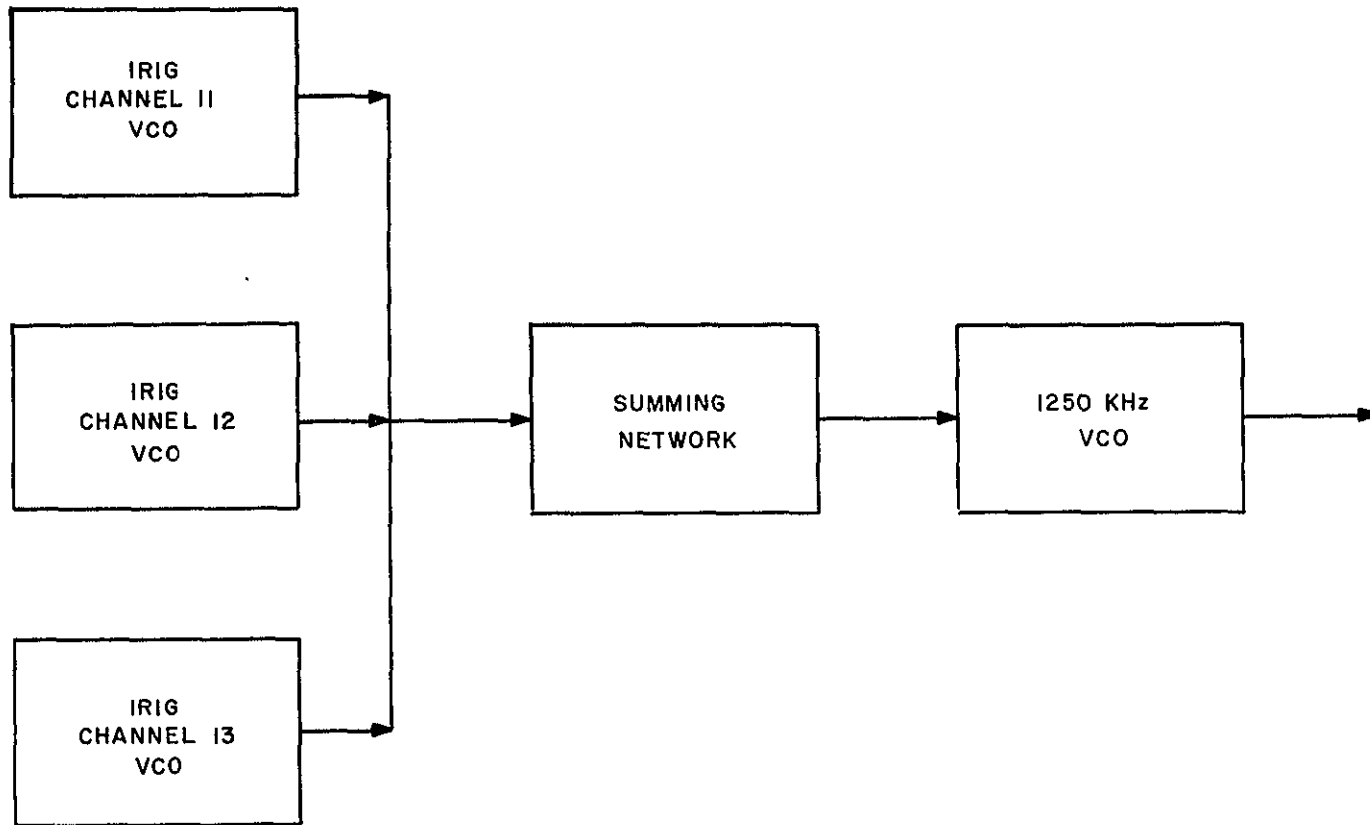 IRIG
CHANNEL 11
VCO
IRIG
CHANNEL 12
VCO
SUMMING
NETWORK
1250 KHz
VCO
IRIG
CHANNEL 13
VCO